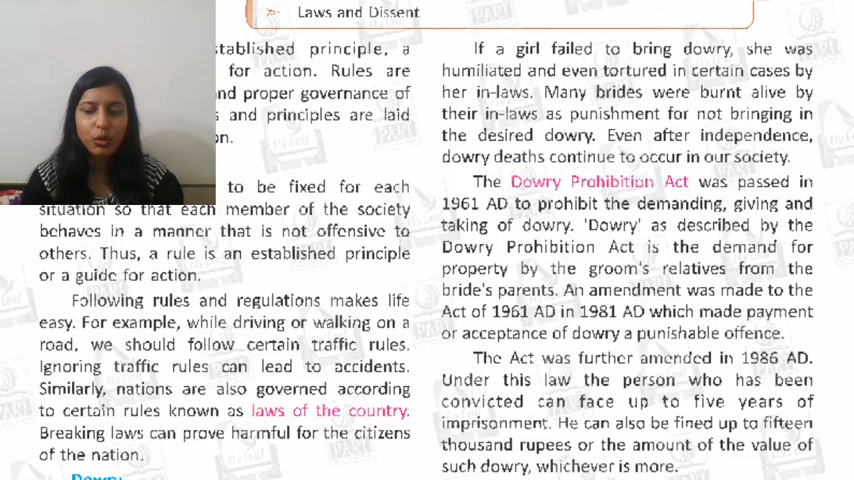 Laws and Dissent
stablished principle, a
for action. Rules are
nd proper governance of
s and principles are laid
on.
to be fixed for each
situation so that each member of the society
behaves in a manner that is not offensive to
others. Thus, a rule is an established principle
or a guide for action.
Following rules and regulations makes life
easy. For example, while driving or walking on a
road, we should follow certain traffic rules.
Ignoring traffic rules can lead to accidents.
Similarly, nations are also governed according
to certain rules known as laws of the country.
Breaking laws can prove harmful for the citizens
of the nation.
Dowry
If a girl failed to bring dowry, she was
humiliated and even tortured in certain cases by
her in-laws. Many brides were burnt alive by
their in-laws as punishment for not bringing in
the desired dowry. Even after independence,
dowry deaths continue to occur in our society.
The Dowry Prohibition Act was passed in
1961 AD to prohibit the demanding, giving and
taking of dowry. 'Dowry' as described by the
Dowry Prohibition Act is the demand for
property by the groom's relatives from the
bride's parents. An amendment was made to the
Act of 1961 AD in 1981 AD which made payment
or acceptance of dowry a punishable offence.
The Act was further amended in 1986 AD.
Under this law the person who has been
convicted can face up to five years of
imprisonment. He can also be fined up to fifteen
thousand rupees or the amount of the value of
such dowry, whichever is more.